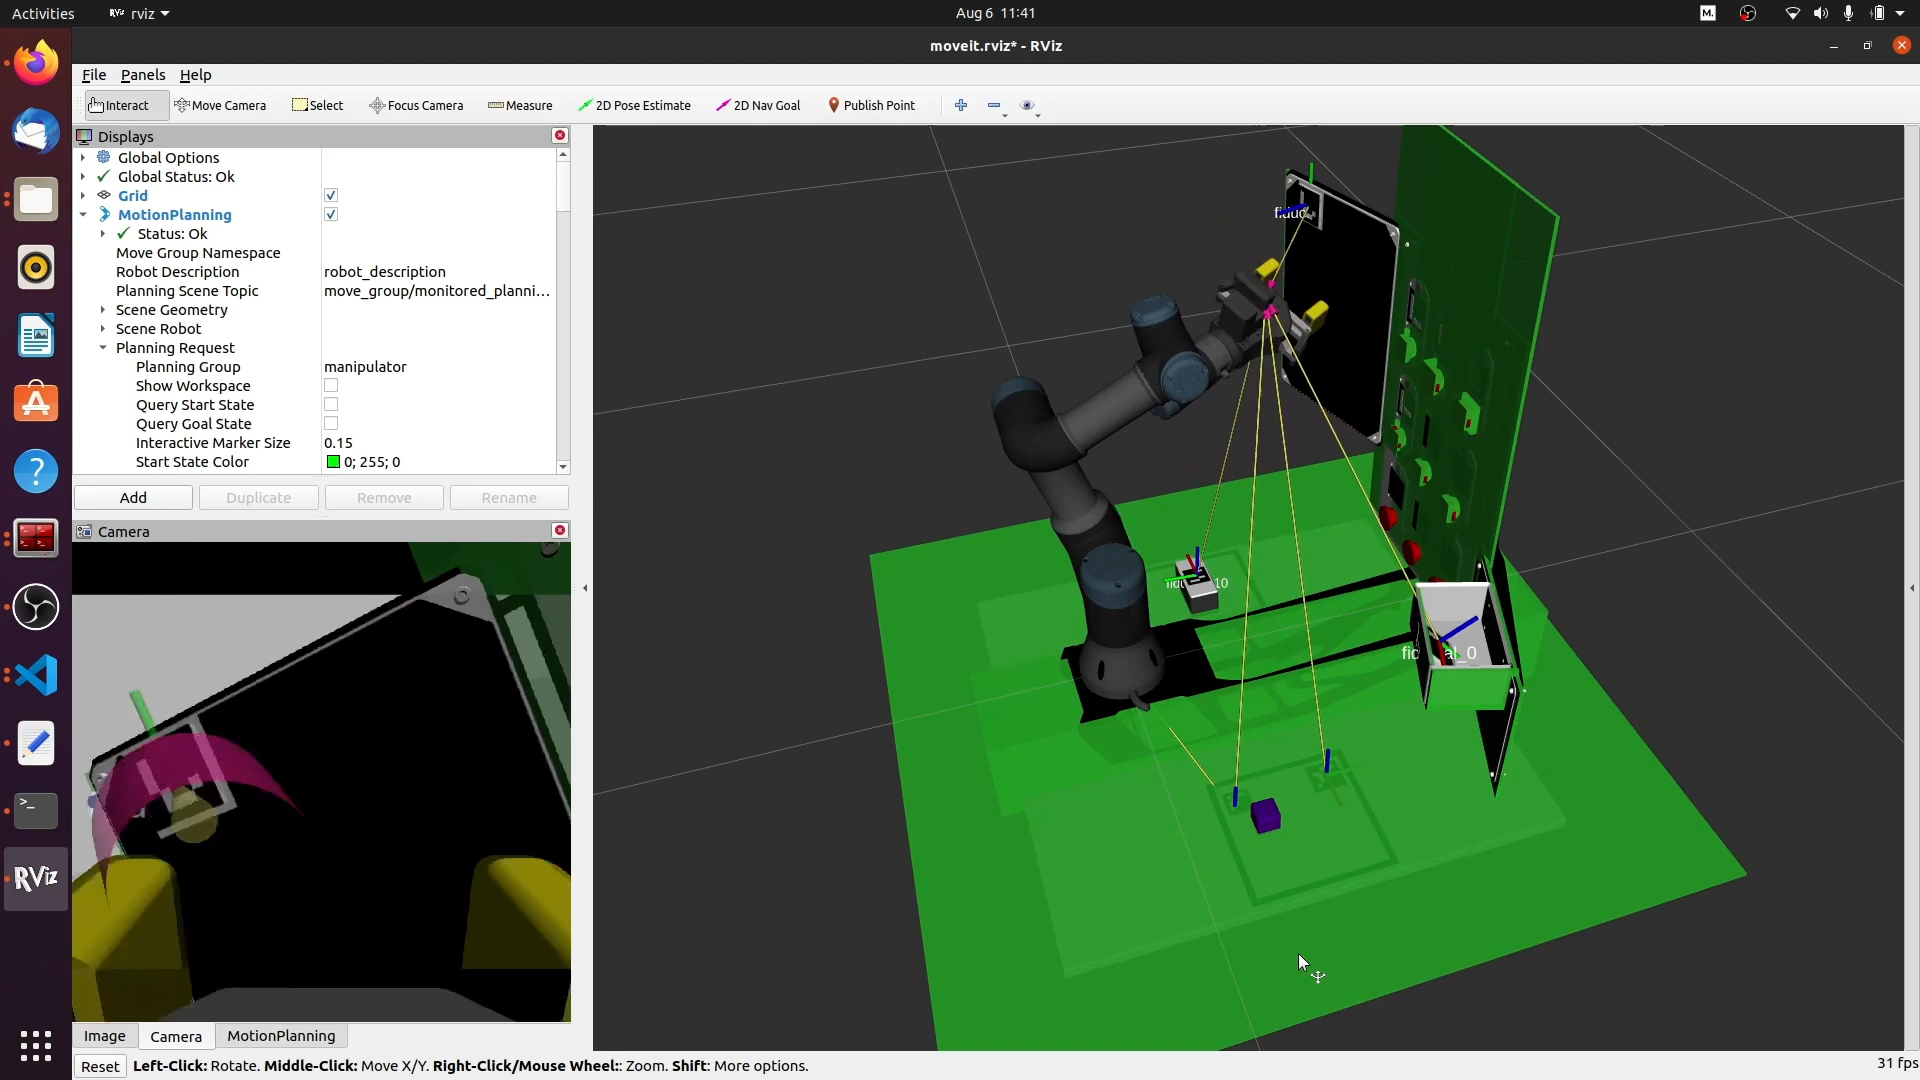 Activities
RViz
rviz
Aug 6 11:41
M.
moveit.rviz* - RViz
File Panels Help
Interact Move Camera Select Focus Camera Measure 2D Pose Estimate 2D Nav Goal Publish Point
Displays
Global Options
Global Status: Ok
Grid
MotionPlanning
Status: Ok
Move Group Namespace
Robot Description robot_description
Planning Scene Topic move_group/monitored_planni...
Scene Geometry
Scene Robot
Planning Request
Planning Group manipulator
Show Workspace
Query Start State
Query Goal State
Interactive Marker Size 0.15
Start State Color 0; 255; 0
Add Duplicate Remove Rename
Camera
RViz
Image Camera MotionPlanning
Reset Left-Click: Rotate. Middle-Click: Move X/Y. Right-Click/Mouse Wheel:: Zoom. Shift: More options.
31 fps